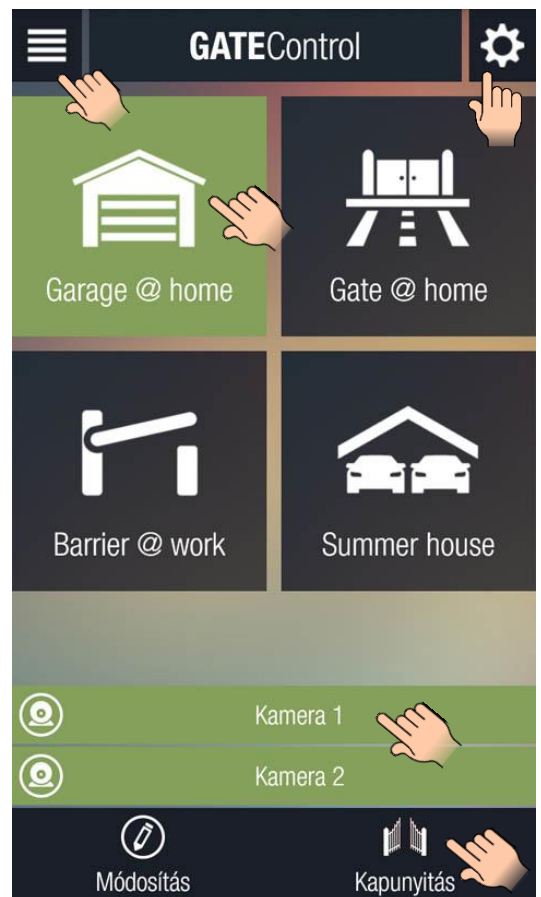 GATEControl
Garage @ home
Gate @ home
Barrier @ work
Summer house
Kamera 1
Kamera 2
Módosítás
Kapunyitás